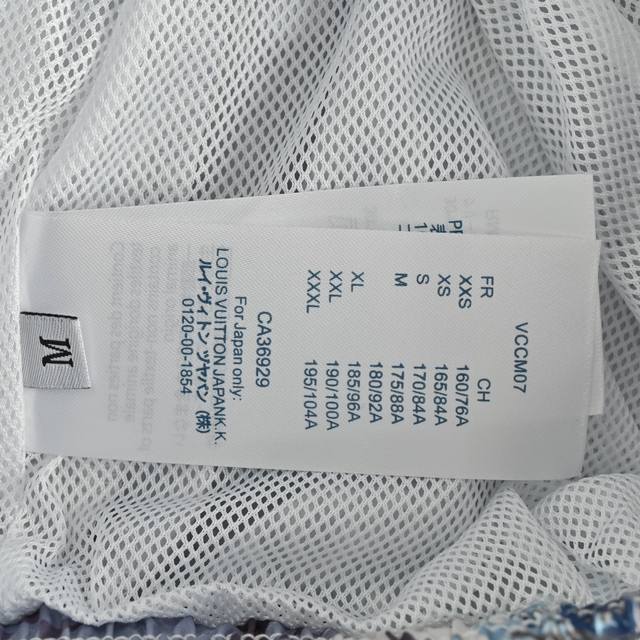 VCCM07
FR CH
XXS 160/76A
XS 165/84A
S 170/84A
M 175/88A
180/92A
XL 185/96A
XXL 190/100A
XXXL 195/104A
CA36929
For Japan only:
LOUIS VUITTON JAPAN K.K.
ルイ・ヴィトン ジャパン(株)
0120-00-1854
M